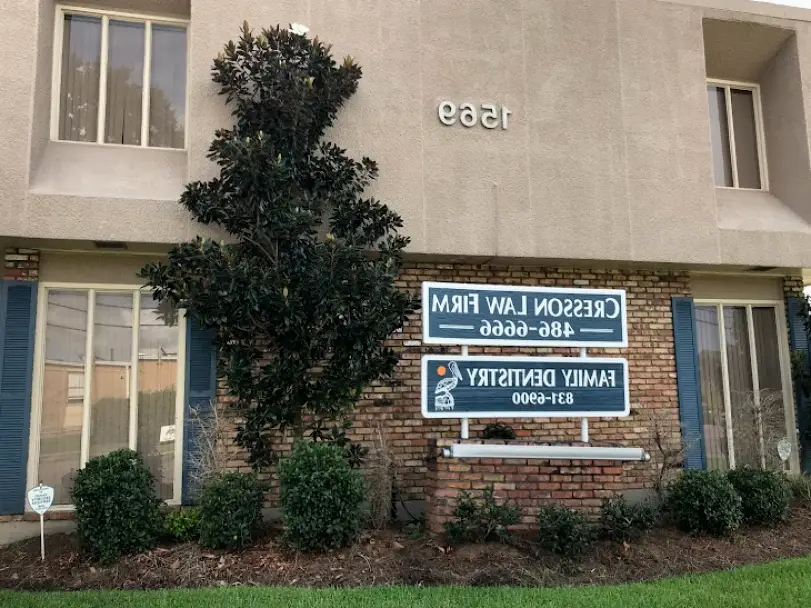 1569
CRESSON LAW FIRM
486-6666
FAMILY DENTISTRY
831-6900